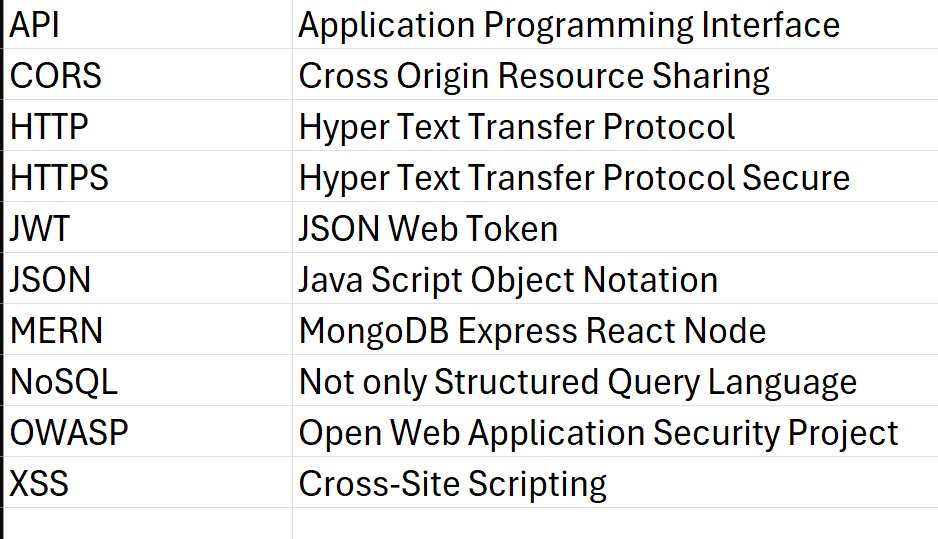 API Application Programming Interface
CORS Cross Origin Resource Sharing
HTTP Hyper Text Transfer Protocol
HTTPS Hyper Text Transfer Protocol Secure
JWT JSON Web Token
JSON Java Script Object Notation
MERN MongoDB Express React Node
NoSQL Not only Structured Query Language
OWASP Open Web Application Security Project
XSS Cross-Site Scripting